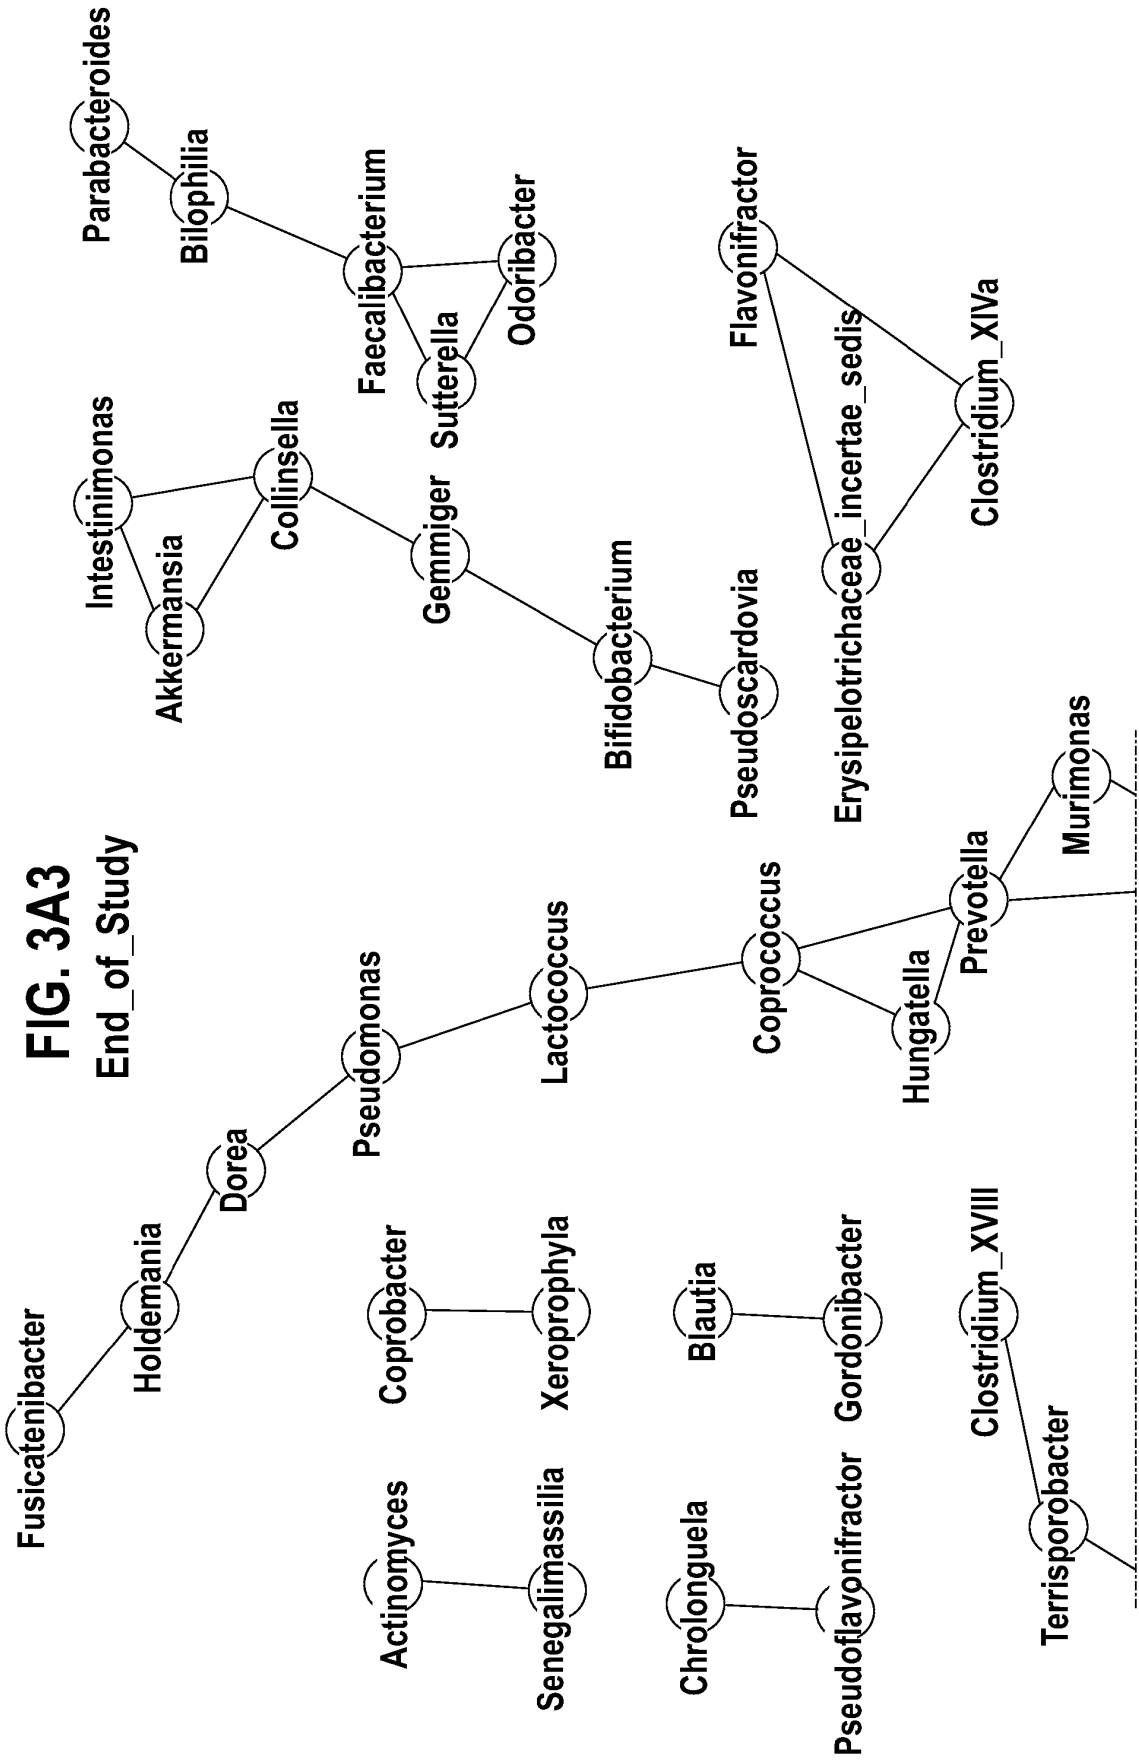 FIG. 3A3
End_of_Study
Fusicatenibacter
Holdemania
Dorea
Pseudomonas
Lactococcus
Coprococcus
Hungatella
Prevotella
Murimonas
Intestinimonas
Akkermansia
Collinsella
Gemmiger
Bifidobacterium
Pseudoscardovia
Parabacteroides
Bilophilia
Faecalibacterium
Sutterella
Odoribacter
Flavonifractor
Erysipelotrichaceae_incertae_sedis
Clostridium_XIVa
Actinomyces
Senegalimassilia
Coprobacter
Xeroprophyla
Chrolonguela
Pseudoflavonifractor
Blautia
Gordonibacter
Clostridium_XVIII
Terrisporobacter